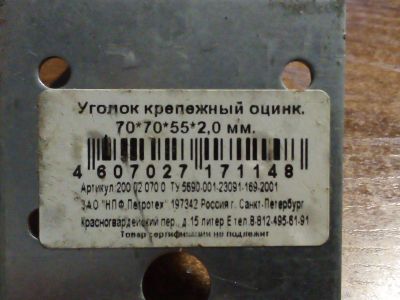 Уголок крепежный оцинк.
70*70*55*2,0 мм.
4 607027 171148
Артикул: 200 02 070 0 ТУ 5690-001-23091-169-2001
ЗАО "НПФ Петротех" 197342 Россия г. Санкт-Петербург
Красногвардейский пер., д.15 литер Е тел.8-812-495-61-91
Товар сертификации не подлежит